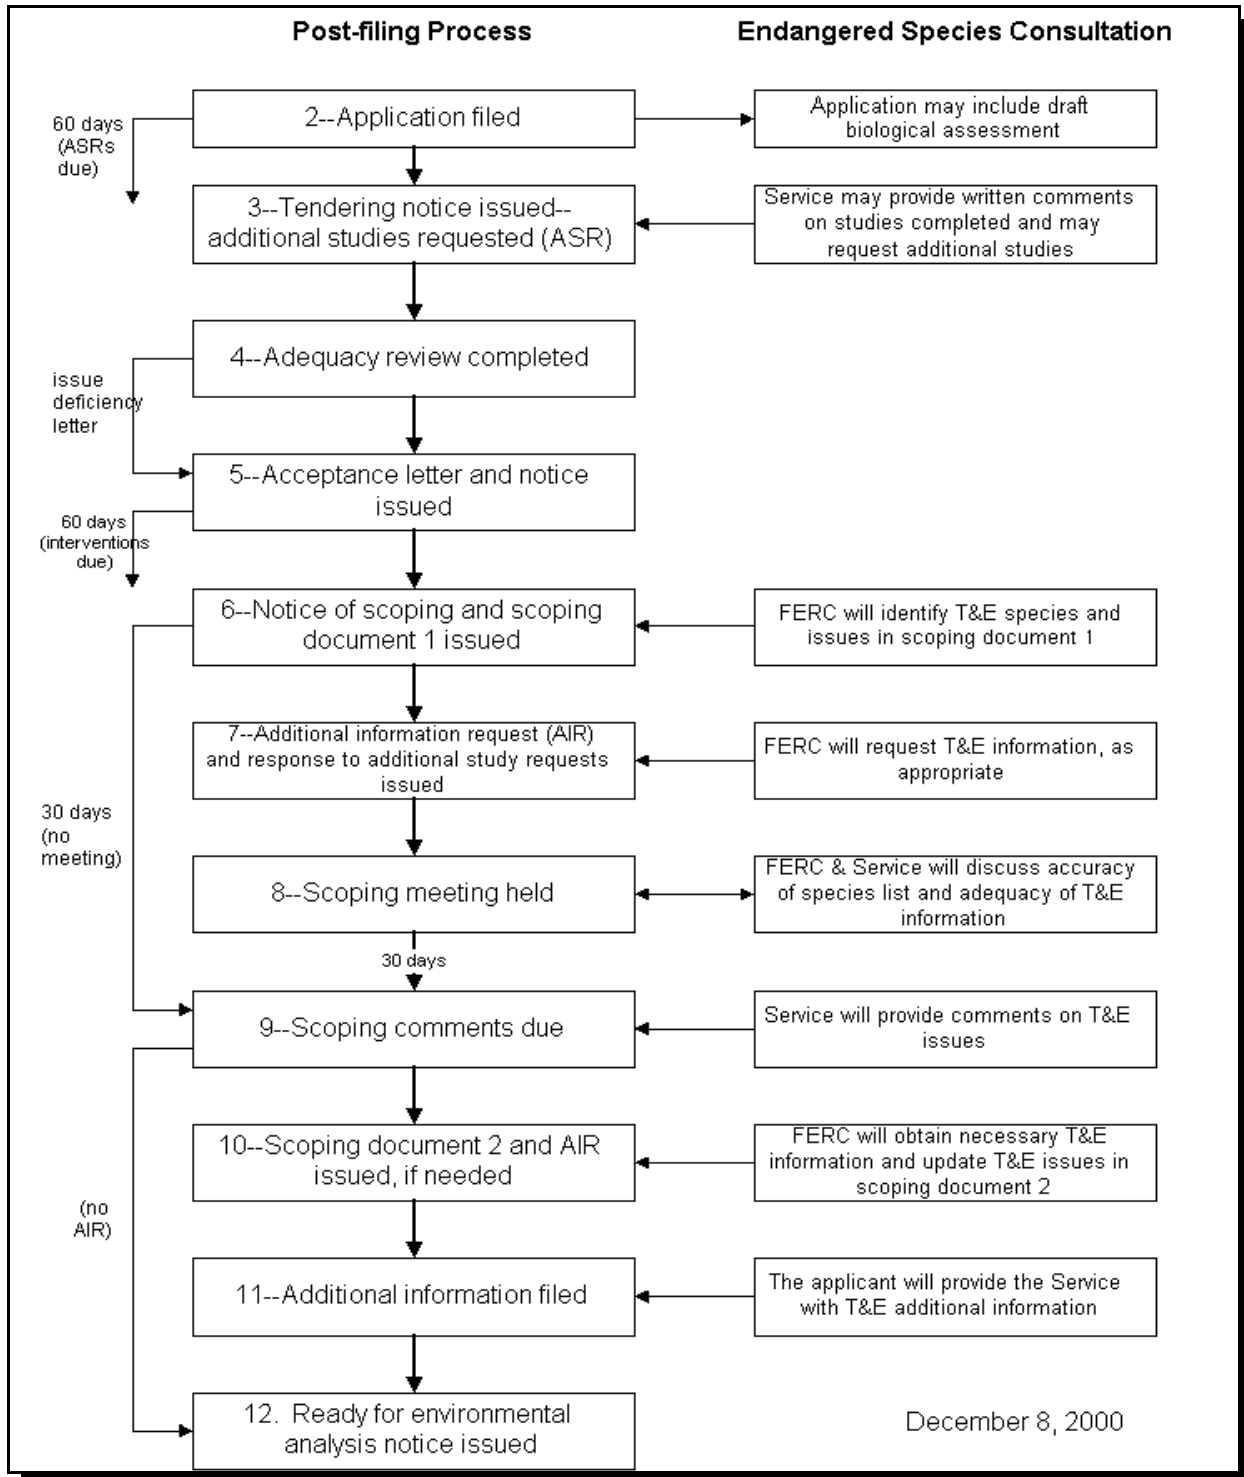 Post-filing Process
Endangered Species Consultation
60 days
(ASRs
due)
2--Application filed
Application may include draft
biological assessment
3--Tendering notice issued--
additional studies requested (ASR)
Service may provide written comments
on studies completed and may
request additional studies
4--Adequacy review completed
issue
deficiency
letter
5--Acceptance letter and notice
issued
60 days
(interventions
due)
6--Notice of scoping and scoping
document 1 issued
FERC will identify T&E species and
issues in scoping document 1
7--Additional information request (AIR)
and response to additional study requests
issued
FERC will request T&E information, as
appropriate
30 days
(no
meeting)
8--Scoping meeting held
FERC & Service will discuss accuracy
of species list and adequacy of T&E
information
30 days
9--Scoping comments due
Service will provide comments on T&E
issues
10--Scoping document 2 and AIR
issued, if needed
FERC will obtain necessary T&E
information and update T&E issues in
scoping document 2
(no
AIR)
11--Additional information filed
The applicant will provide the Service
with T&E additional information
12. Ready for environmental
analysis notice issued
December 8, 2000